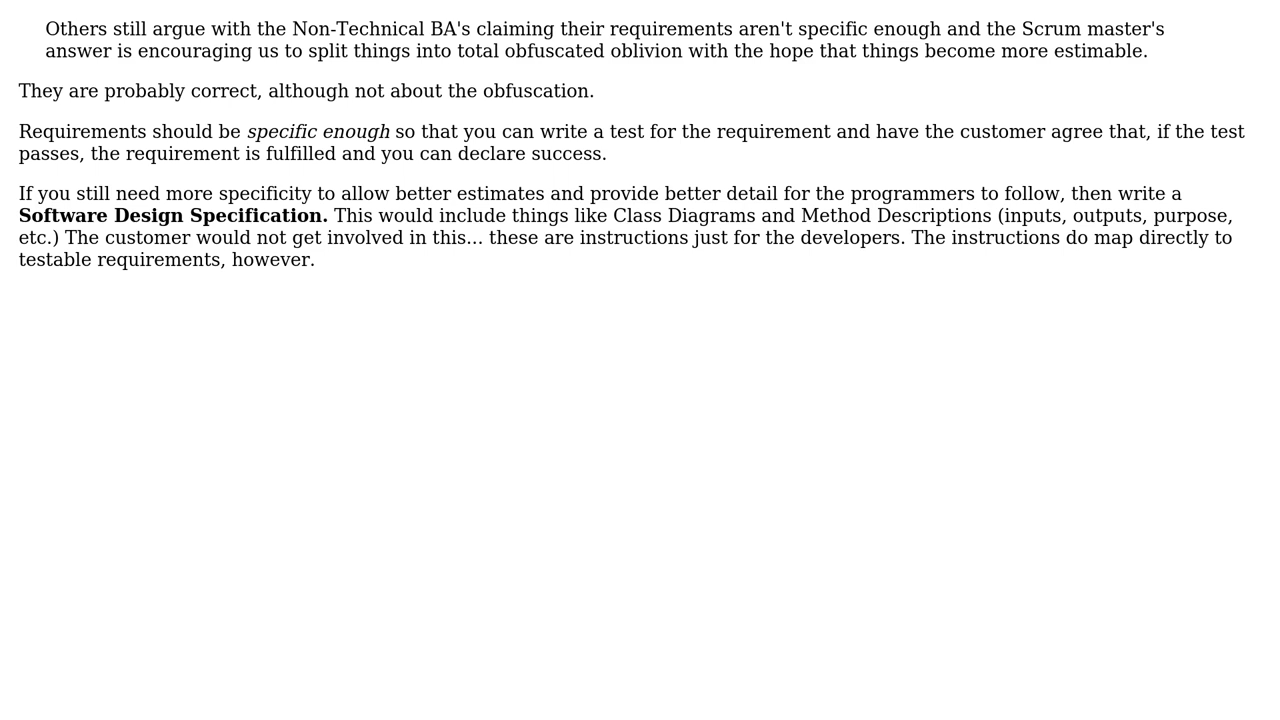 Others still argue with the Non-Technical BA's claiming their requirements aren't specific enough and the Scrum master's
answer is encouraging us to split things into total obfuscated oblivion with the hope that things become more estimable.
They are probably correct, although not about the obfuscation.
Requirements should be specific enough so that you can write a test for the requirement and have the customer agree that, if the test
passes, the requirement is fulfilled and you can declare success.
If you still need more specificity to allow better estimates and provide better detail for the programmers to follow, then write a
Software Design Specification. This would include things like Class Diagrams and Method Descriptions (inputs, outputs, purpose,
etc.) The customer would not get involved in this... these are instructions just for the developers. The instructions do map directly to
testable requirements, however.